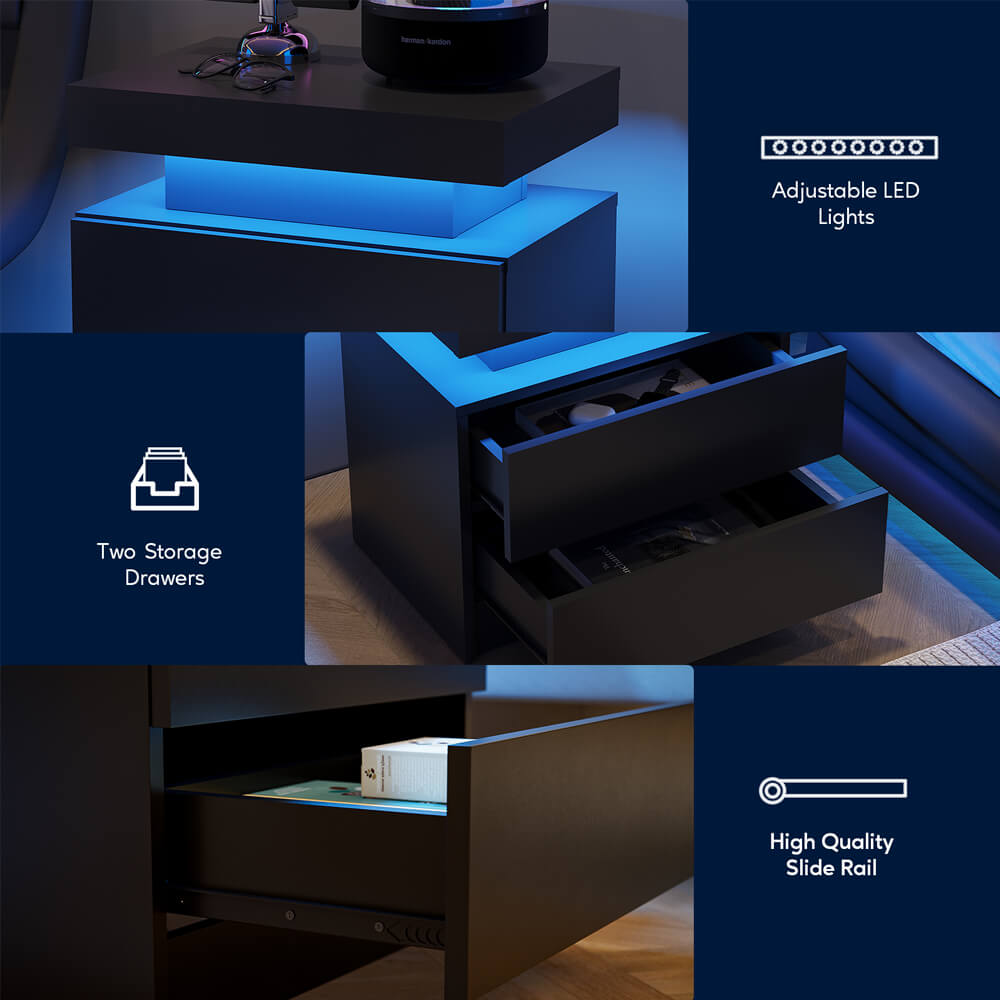 harman/kardon
Adjustable LED
Lights
Two Storage
Drawers
High Quality
Slide Rail